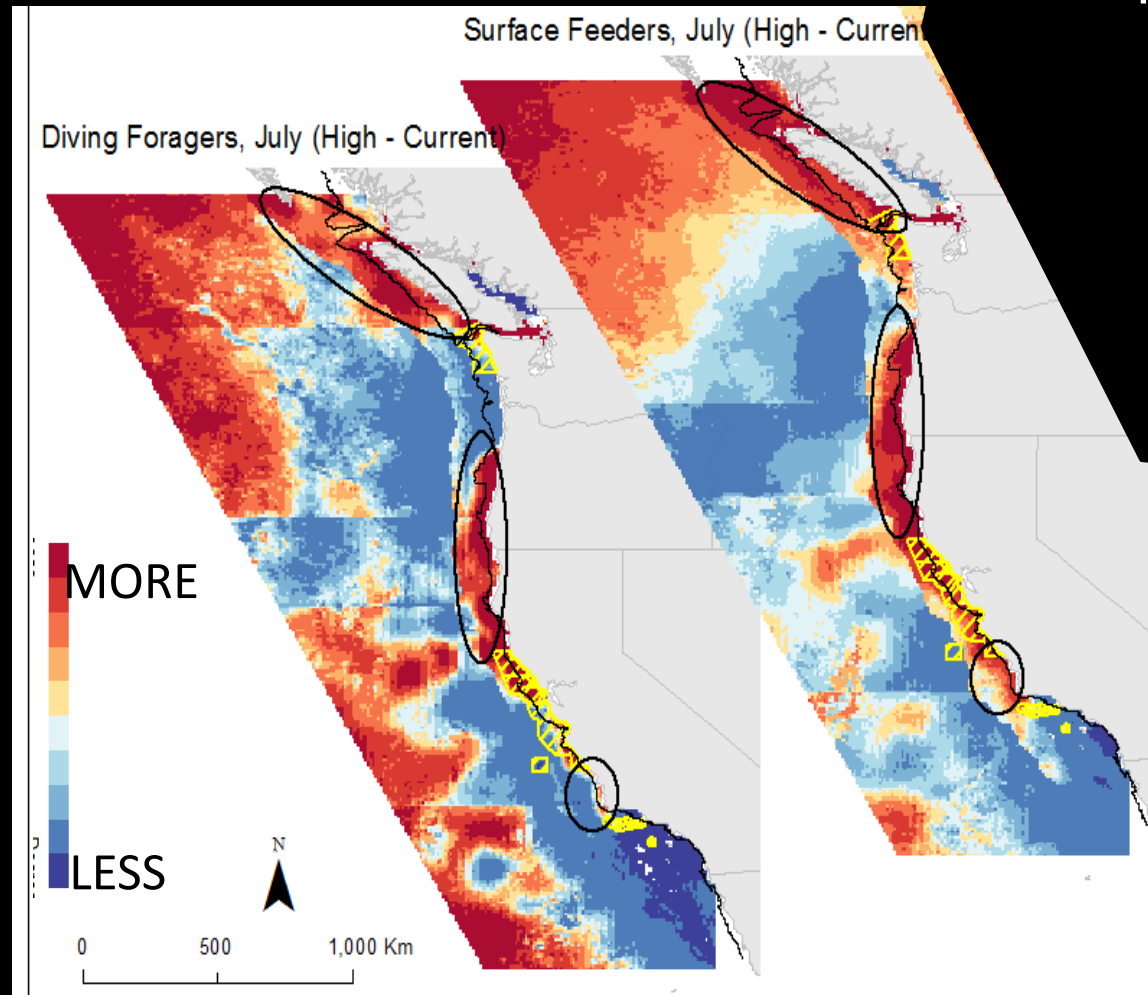 Surface Feeders, July (High - Current
Diving Foragers, July (High - Current)
MORE
LESS
N
0 500 1,000 Km